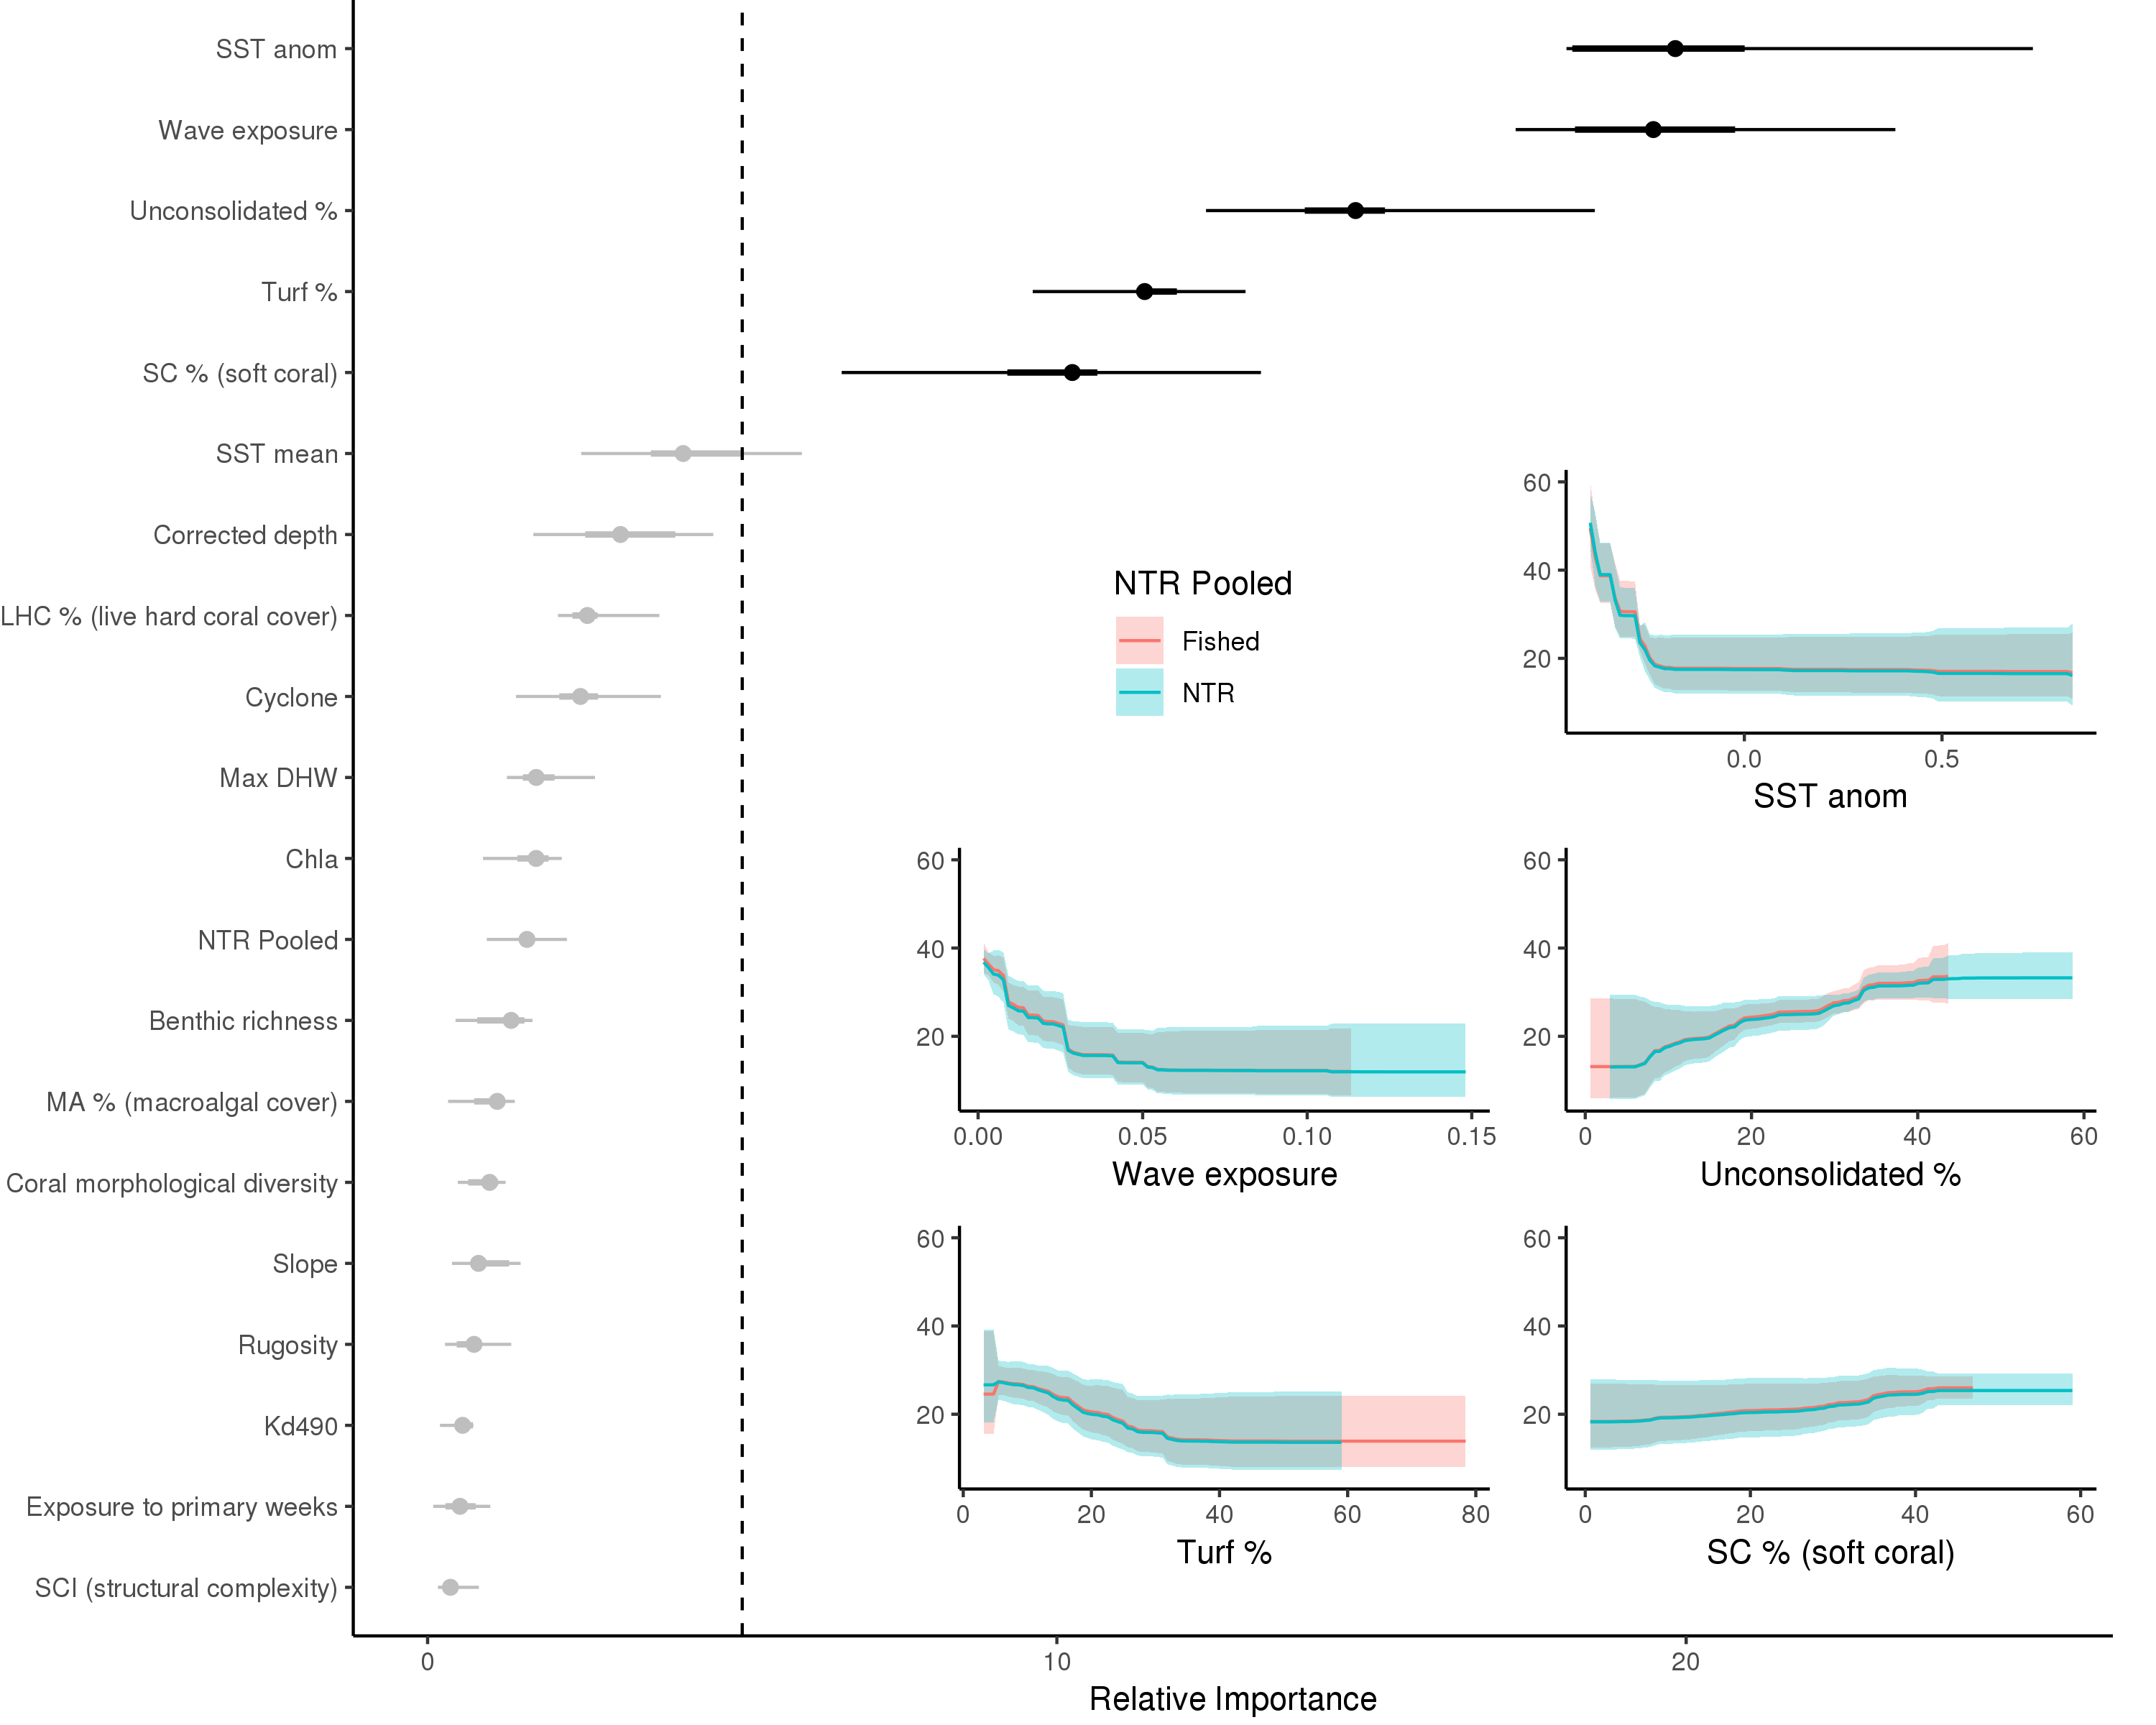 SST anom
Wave exposure
Unconsolidated %
Turf %
SC % (soft coral)
SST mean
Corrected depth
LHC % (live hard coral cover)
Cyclone
Max DHW
Chla
NTR Pooled
Benthic richness
MA % (macroalgal cover)
Coral morphological diversity
Slope
Rugosity
Kd490
Exposure to primary weeks
SCI (structural complexity)
0 10 20
Relative Importance
NTR Pooled
Fished
NTR
60
40
20
0.0 0.5
SST anom
60
40
20
0.00 0.05 0.10 0.15
Wave exposure
60
40
20
0 20 40 60
Unconsolidated %
60
40
20
0 20 40 60 80
Turf %
60
40
20
0 20 40 60
SC % (soft coral)